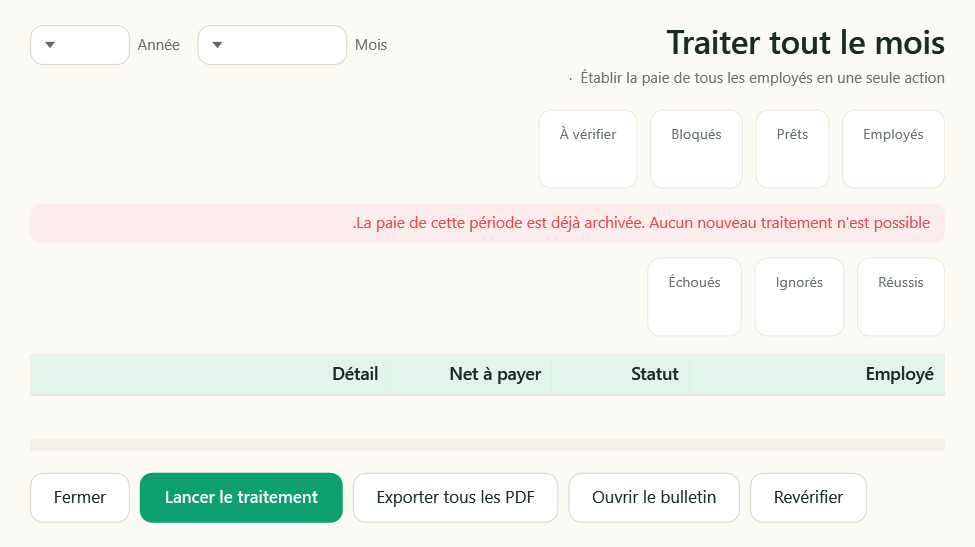 Traiter tout le mois
Mois
Année
Établir la paie de tous les employés en une seule action ·
Employés
Prêts
Bloqués
À vérifier
La paie de cette période est déjà archivée. Aucun nouveau traitement n'est possible.
Réussis
Ignorés
Échoués
Employé
Statut
Net à payer
Détail
Revérifier
Ouvrir le bulletin
Exporter tous les PDF
Lancer le traitement
Fermer